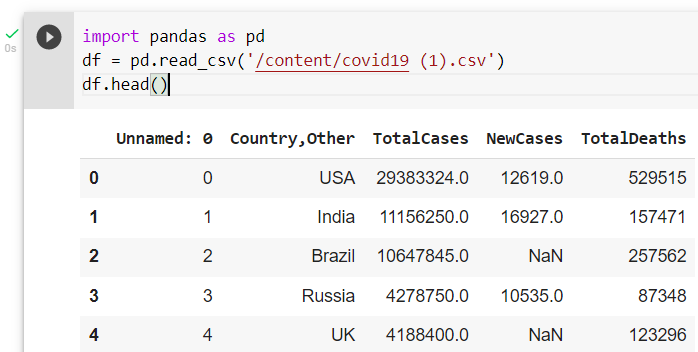 0s
import pandas as pd
df = pd.read_csv('/content/covid19 (1).csv')
df.head()
Unnamed: 0 Country,Other TotalCases NewCases TotalDeaths
0 0 USA 29383324.0 12619.0 529515
1 1 India 11156250.0 16927.0 157471
2 2 Brazil 10647845.0 NaN 257562
3 3 Russia 4278750.0 10535.0 87348
4 4 UK 4188400.0 NaN 123296